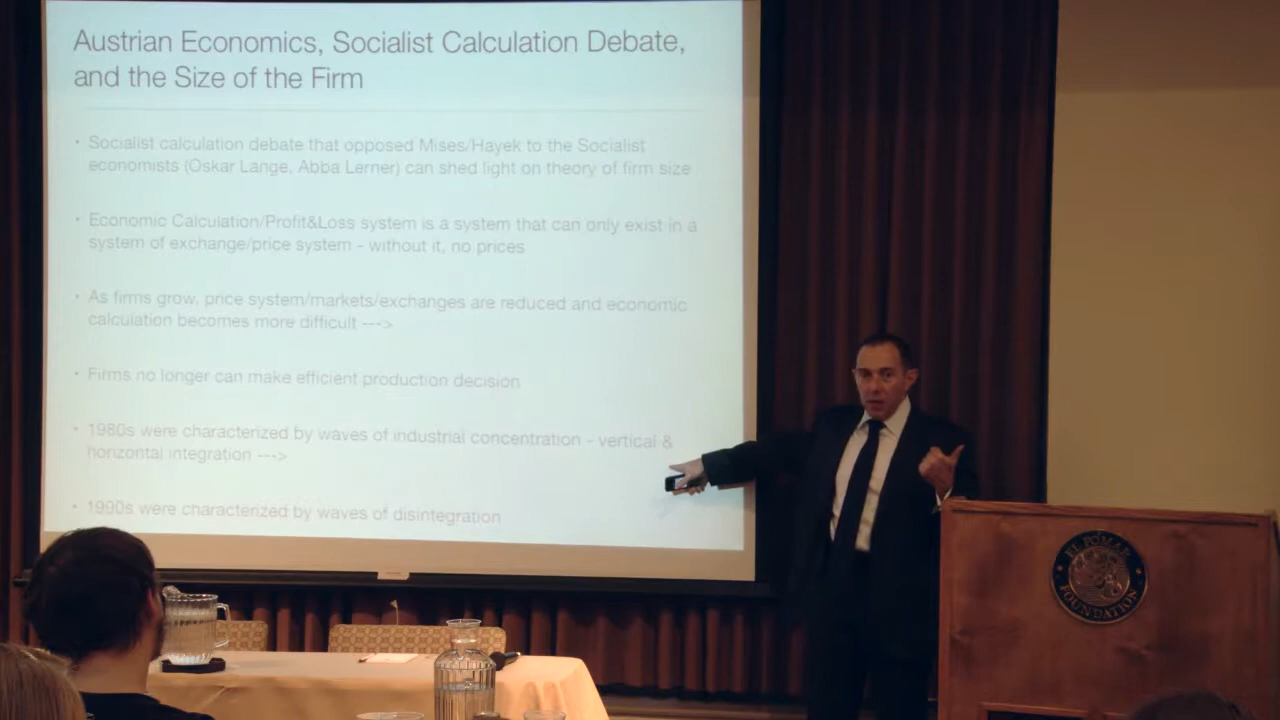 Austrian Economics, Socialist Calculation Debate,
and the Size of the Firm
• Socialist calculation debate that opposed Mises/Hayek to the Socialist
economists (Oskar Lange, Abba Lerner) can shed light on theory of firm size
• Economic Calculation/Profit&Loss system is a system that can only exist in a
system of exchange/price system - without it, no prices
• As firms grow, price system/markets/exchanges are reduced and economic
calculation becomes more difficult --->
• Firms no longer can make efficient production decision
• 1980s were characterized by waves of industrial concentration - vertical &
horizontal integration --->
• 1990s were characterized by waves of disintegration
EL POMAR
FOUNDATION